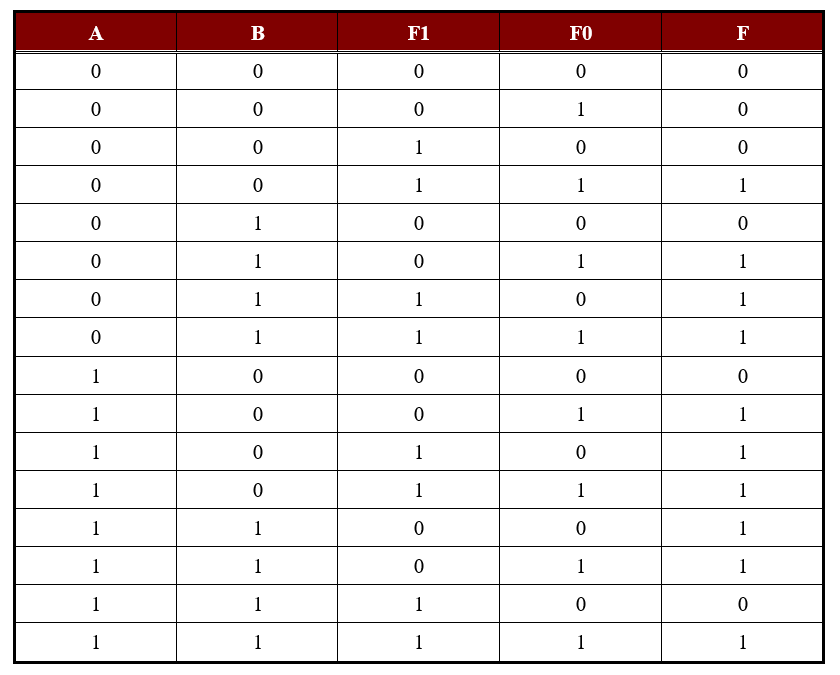 A B F1 F0 F
0 0 0 0 0
0 0 0 1 0
0 0 1 0 0
0 0 1 1 1
0 1 0 0 0
0 1 0 1 1
0 1 1 0 1
0 1 1 1 1
1 0 0 0 0
1 0 0 1 1
1 0 1 0 1
1 0 1 1 1
1 1 0 0 1
1 1 0 1 1
1 1 1 0 0
1 1 1 1 1